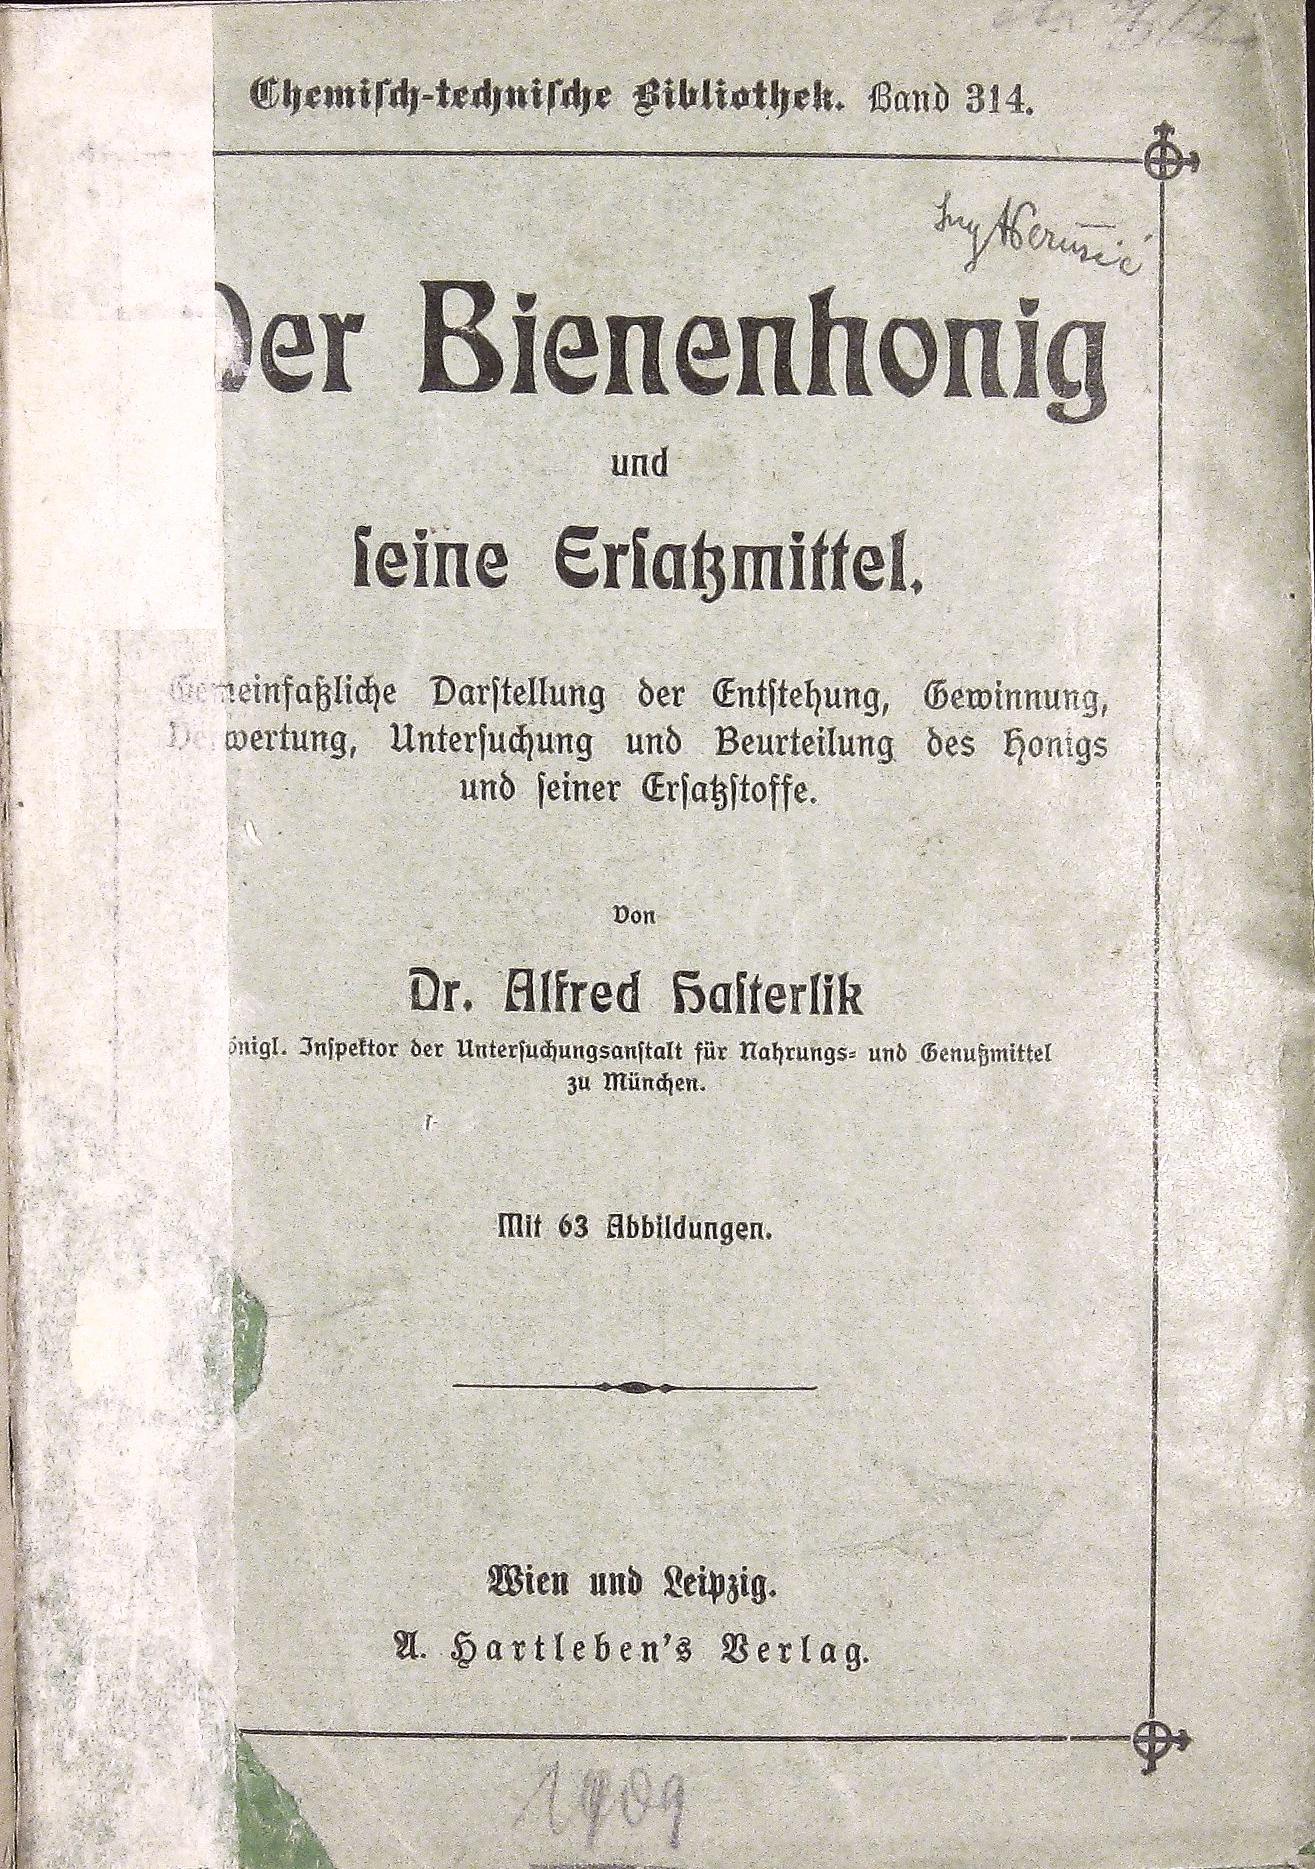 Chemiſch-techniſche Bibliothek. Band 314.
Der Bienenhonig
und
ſeine Erſatzmittel.
Gemeinfaßliche Darſtellung der Entſtehung, Gewinnung,
Verwertung, Unterſuchung und Beurteilung des Honigs
und ſeiner Erſatzſtoffe.
Von
Dr. Alfred Haſterlik
önigl. Inſpektor der Unterſuchungsanſtalt für Nahrungs- und Genußmittel
zu München.
Mit 63 Abbildungen.
Wien und Leipzig.
A. Hartleben's Verlag.
1909